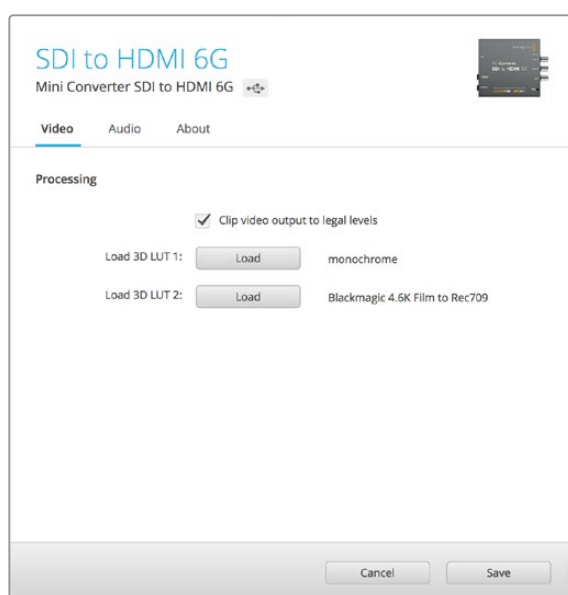 SDI to HDMI 6G
Mini Converter SDI to HDMI 6G
Video Audio About
Processing
Clip video output to legal levels
Load 3D LUT 1: Load monochrome
Load 3D LUT 2: Load Blackmagic 4.6K Film to Rec709
Cancel Save